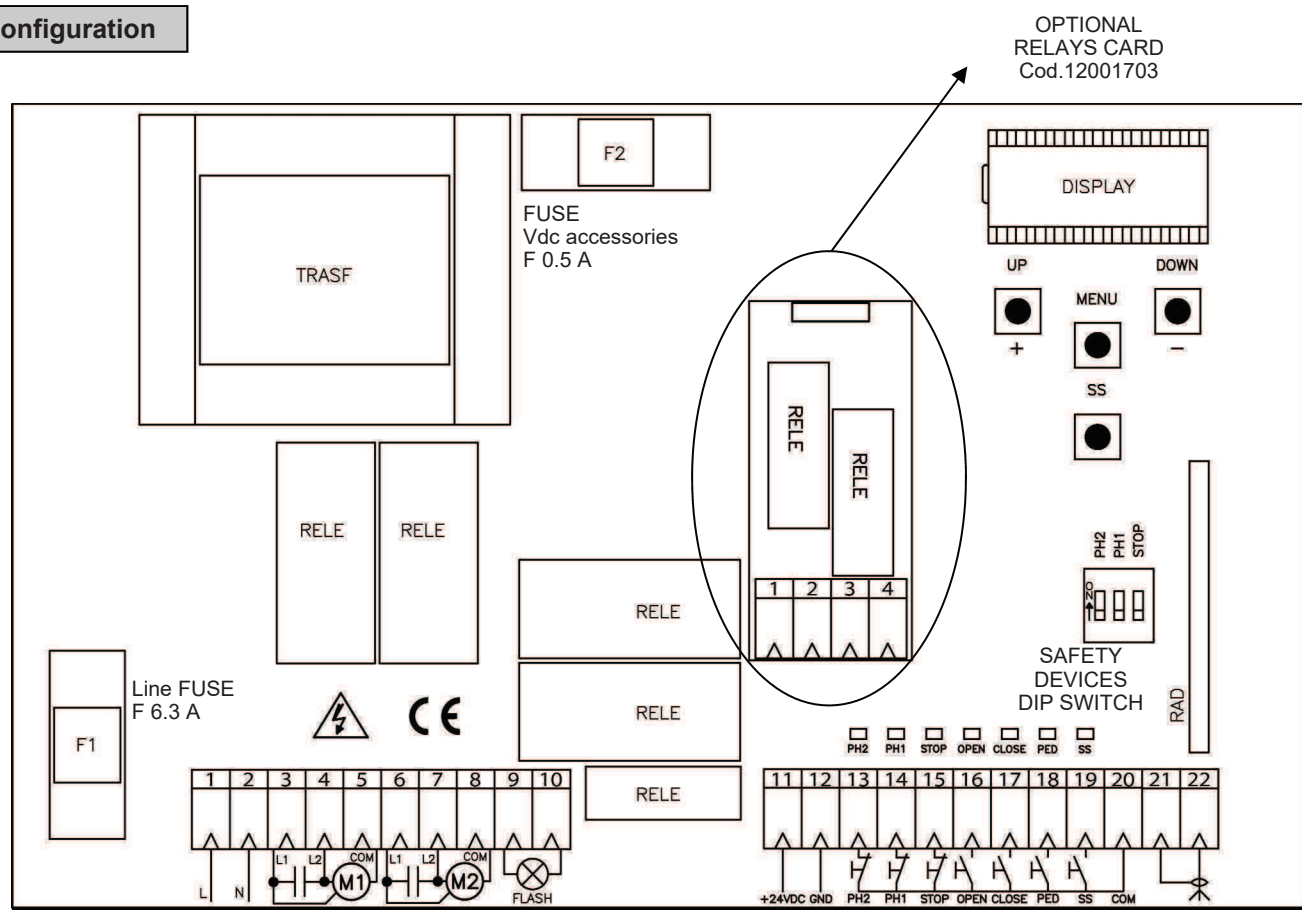 onfiguration
OPTIONAL
RELAYS CARD
Cod.12001703
F2
FUSE
Vdc accessories
F 0.5 A
TRASF
DISPLAY
UP
DOWN
MENU
+
−
SS
RELE
RELE
1 2 3 4
RELE RELE
RELE
RELE
RELE
PH2
PH1
STOP
ON
SAFETY
DEVICES
DIP SWITCH
RAD
Line FUSE
F 6.3 A
F1
CE
PH2 PH1 STOP OPEN CLOSE PED SS
1 2 3 4 5 6 7 8 9 10
L1 L2 COM L1 L2 COM
L N M1 M2 FLASH
11 12 13 14 15 16 17 18 19 20 21 22
+24VDC GND PH2 PH1 STOP OPEN CLOSE PED SS COM